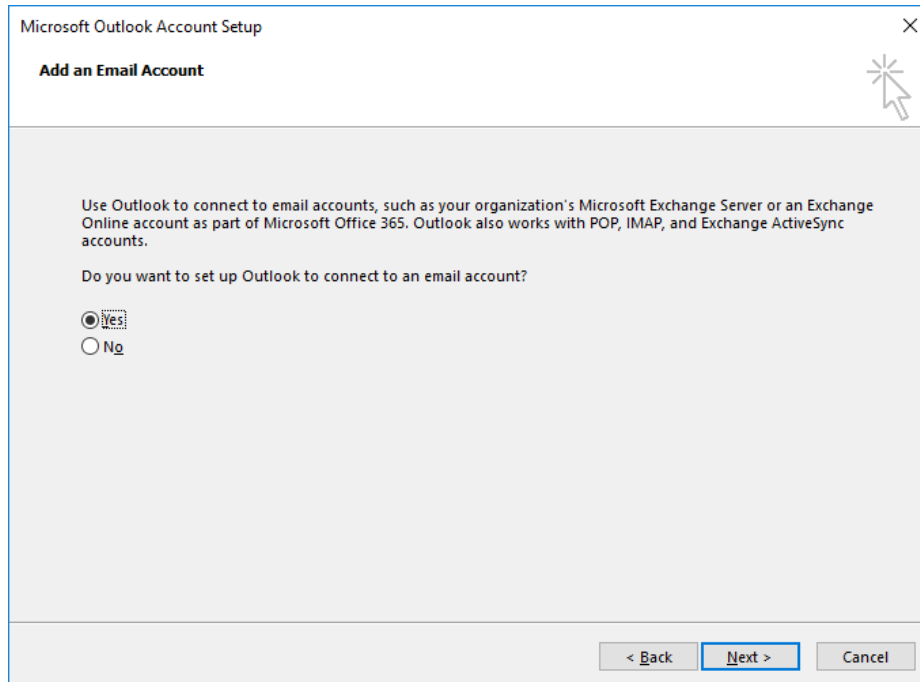 Microsoft Outlook Account Setup
Add an Email Account
Use Outlook to connect to email accounts, such as your organization's Microsoft Exchange Server or an Exchange
Online account as part of Microsoft Office 365. Outlook also works with POP, IMAP, and Exchange ActiveSync
accounts.
Do you want to set up Outlook to connect to an email account?
Yes
No
< Back Next > Cancel